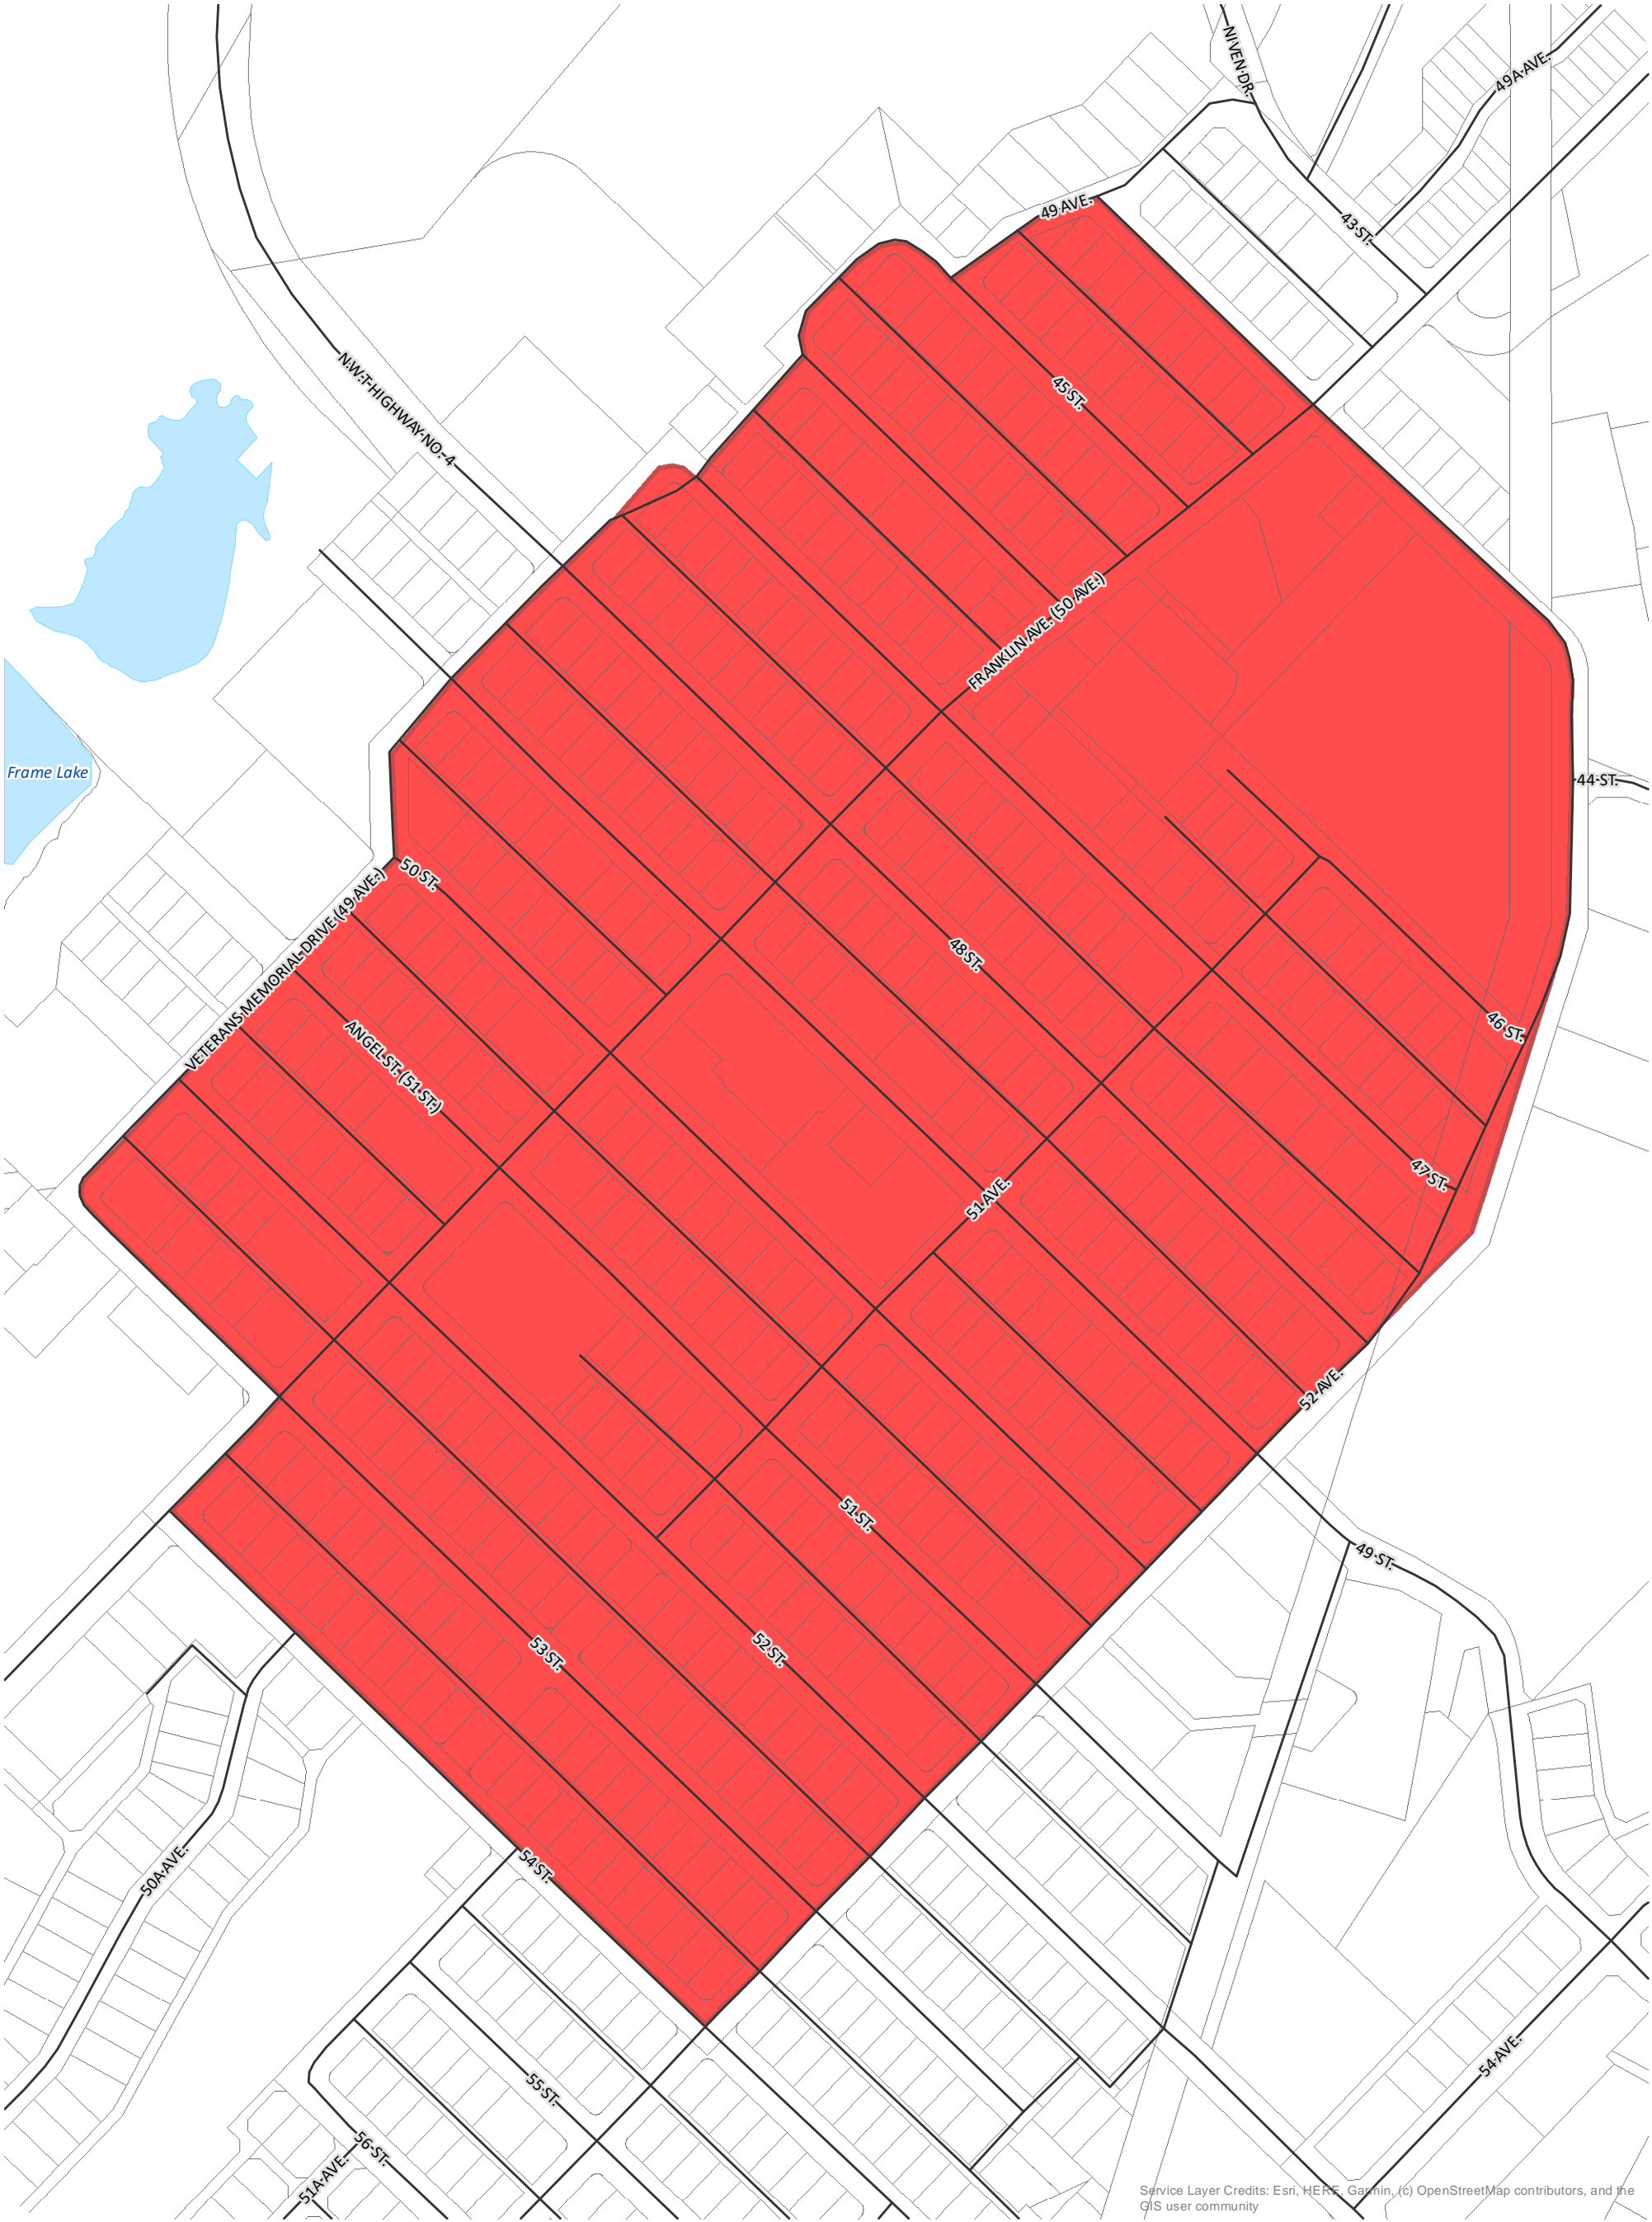 NIVEN DR.
49A AVE.
49 AVE.
43 ST.
N.W.T HIGHWAY NO. 4
45 ST.
FRANKLIN AVE. (50 AVE.)
Frame Lake
44 ST.
50 ST.
VETERANS MEMORIAL DRIVE (49 AVE.)
48 ST.
46 ST.
ANGEL ST. (51 ST.)
47 ST.
51 AVE.
52 AVE.
51 ST.
49 ST.
53 ST.
52 ST.
50A AVE.
54 ST.
54 AVE.
55 ST.
56 ST.
51A AVE.
Service Layer Credits: Esri, HERE, Garmin, (c) OpenStreetMap contributors, and the
GIS user community